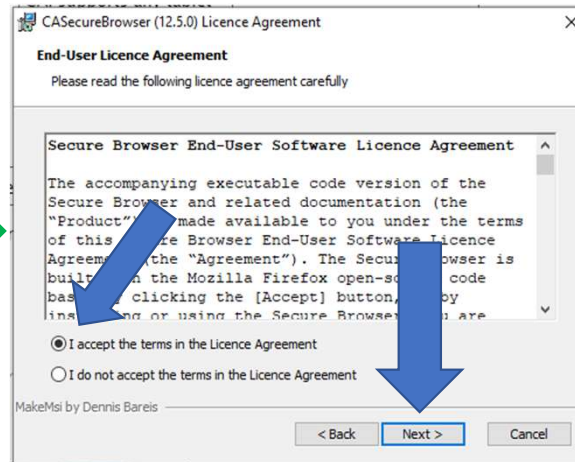 CASecureBrowser (12.5.0) Licence Agreement
End-User Licence Agreement
Please read the following licence agreement carefully
Secure Browser End-User Software Licence Agreement
The accompanying executable code version of the
Secure Browser and related documentation (the
"Product") made available to you under the terms
of this Browser End-User Software Licence
(the "Agreement"). The Secure is
the Mozilla Firefox code
clicking the [Accept] button, by
or using the Secure are
I accept the terms in the Licence Agreement
I do not accept the terms in the Licence Agreement
MakeMsi by Dennis Bareis
< Back Next > Cancel